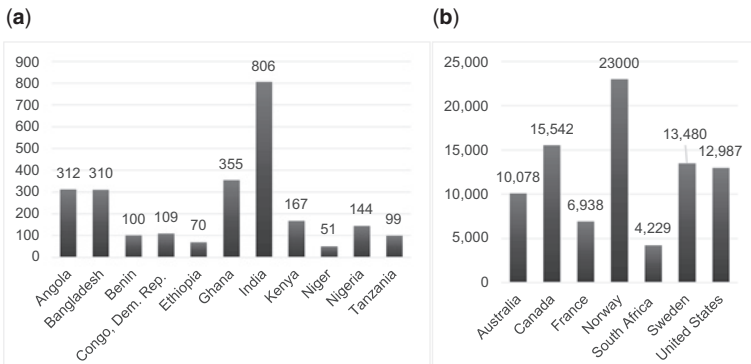 (a)
900
800
700
600
500
400
300
200
100
0
312
310
100
109
70
355
806
167
51
144
99
Angola
Bangladesh
Benin
Congo, Dem. Rep.
Ethiopia
Ghana
India
Kenya
Niger
Nigeria
Tanzania
(b)
25,000
20,000
15,000
10,000
5,000
0
10,078
15,542
6,938
23000
4,229
13,480
12,987
Australia
Canada
France
Norway
South Africa
Sweden
United States